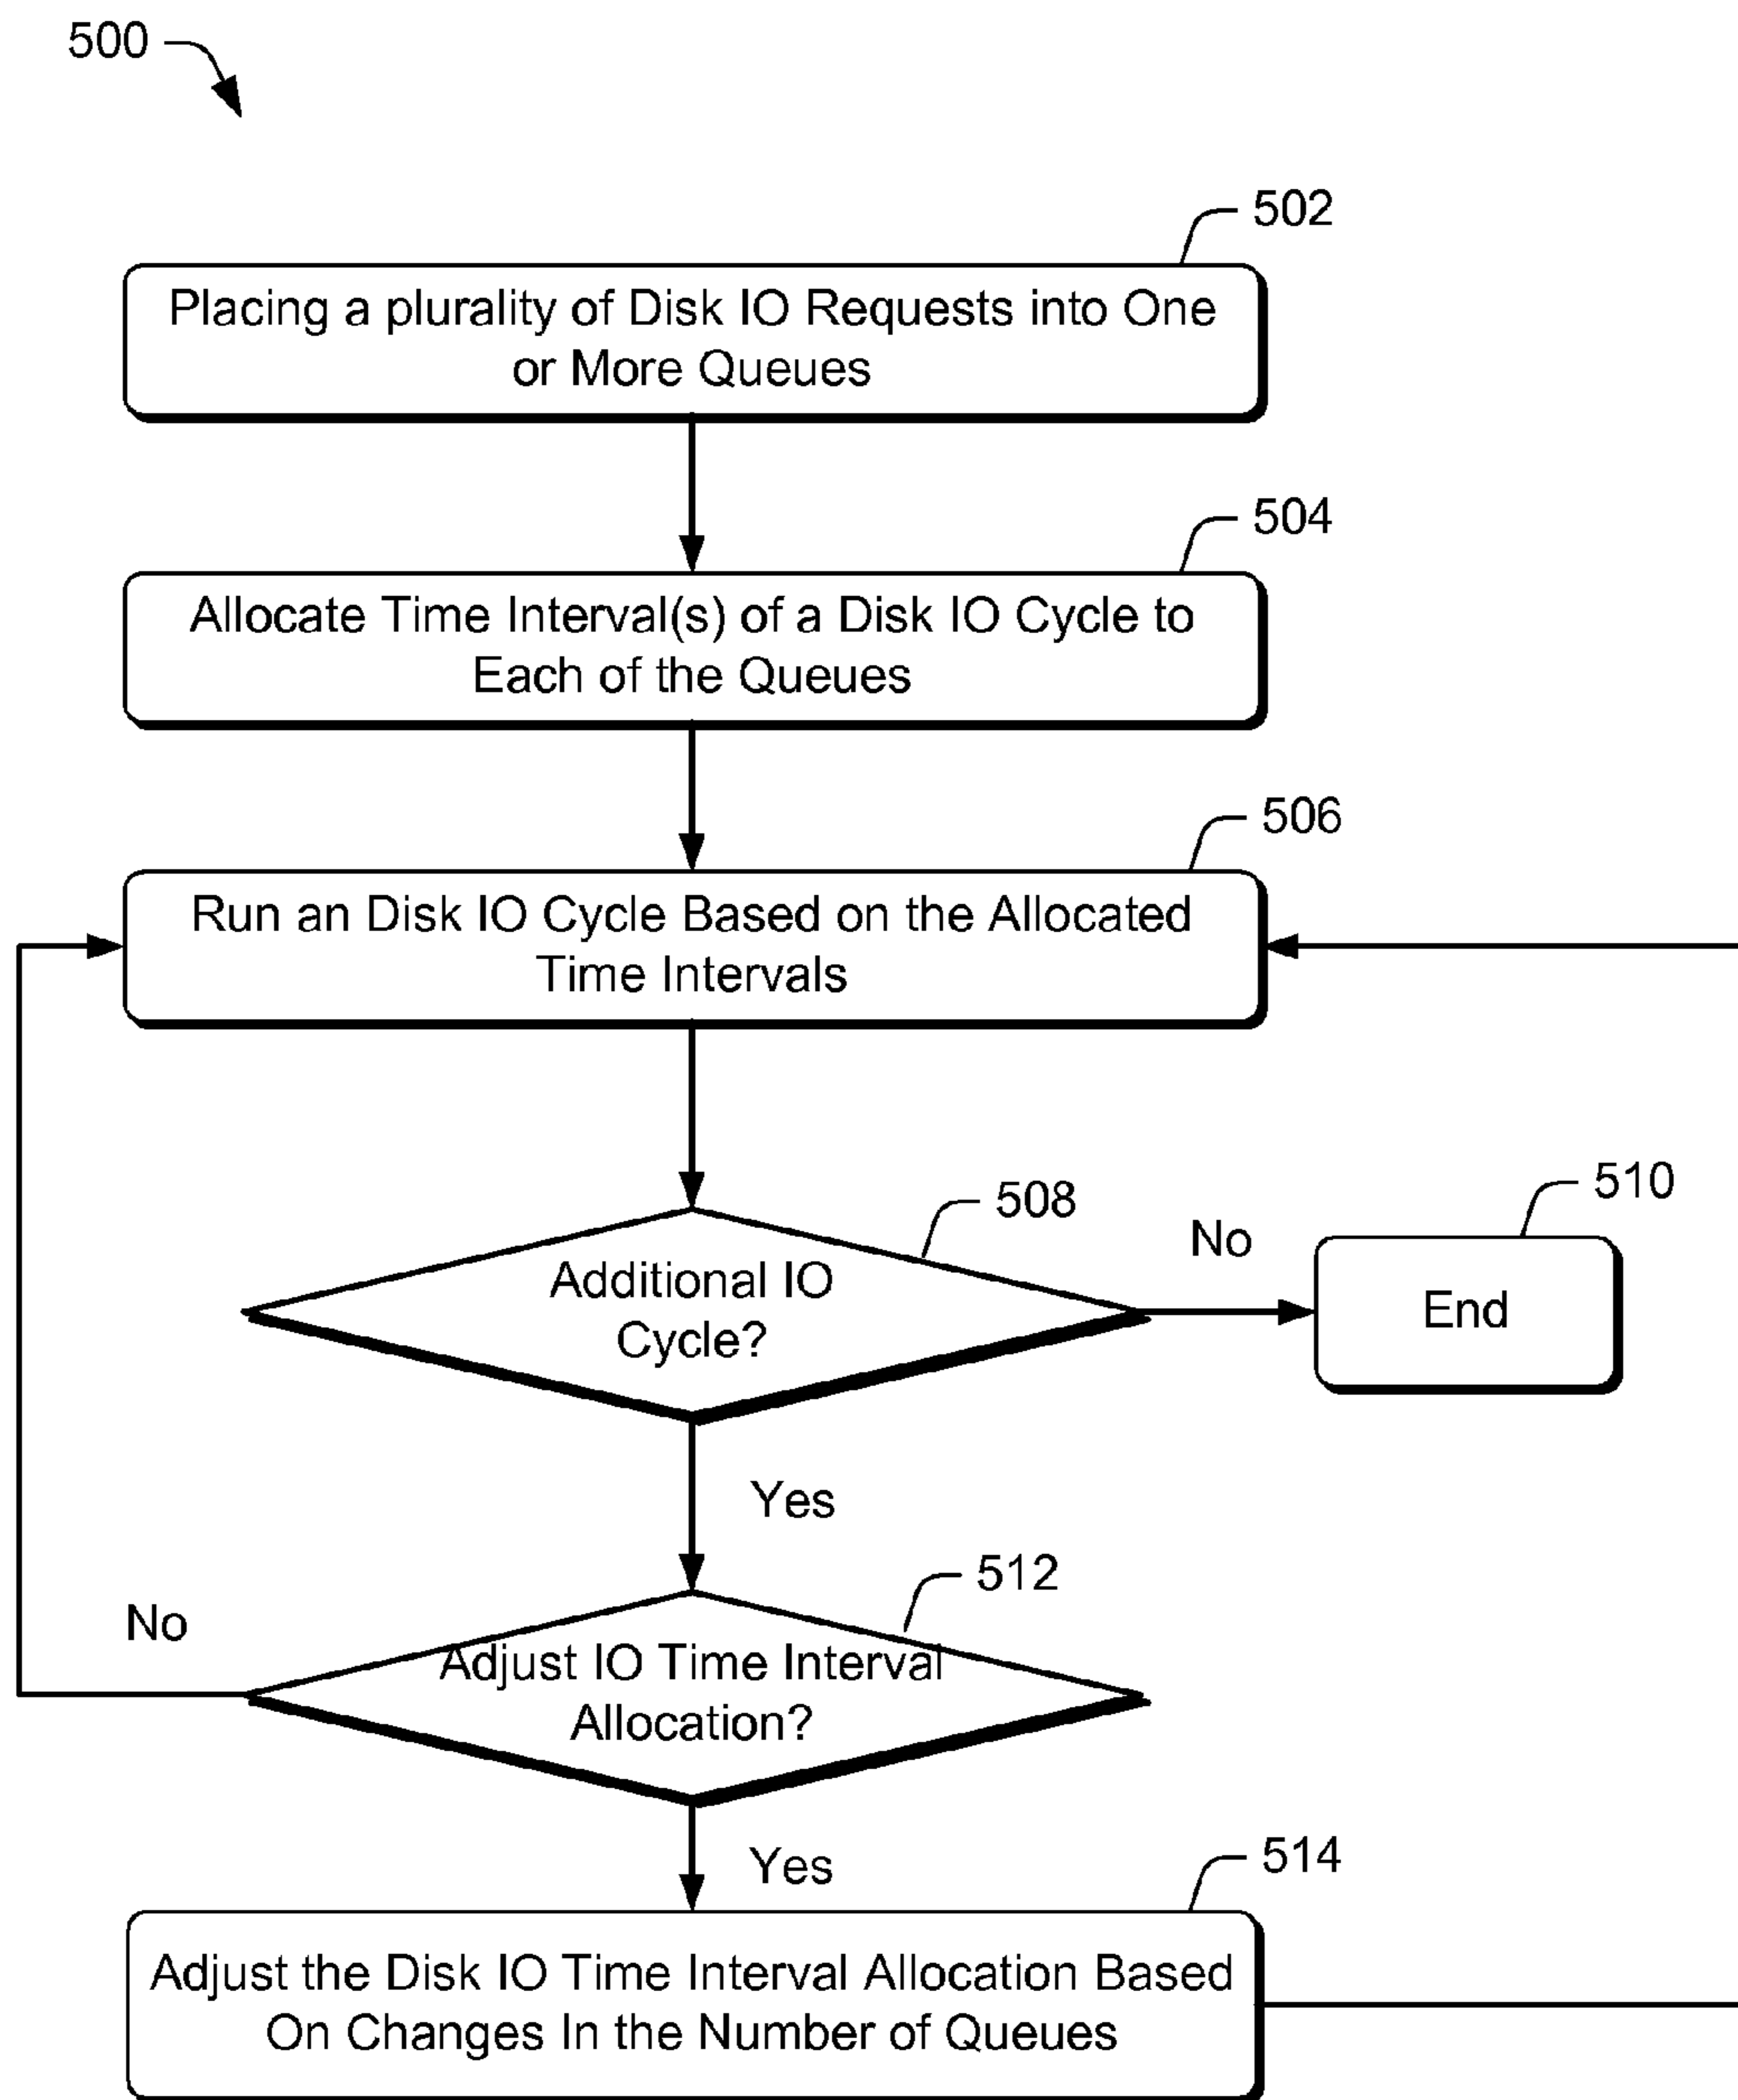 500
502
Placing a plurality of Disk IO Requests into One
or More Queues
504
Allocate Time Interval(s) of a Disk IO Cycle to
Each of the Queues
506
Run an Disk IO Cycle Based on the Allocated
Time Intervals
508
Additional IO
Cycle?
No
510
End
Yes
512
No
Adjust IO Time Interval
Allocation?
Yes
514
Adjust the Disk IO Time Interval Allocation Based
On Changes In the Number of Queues